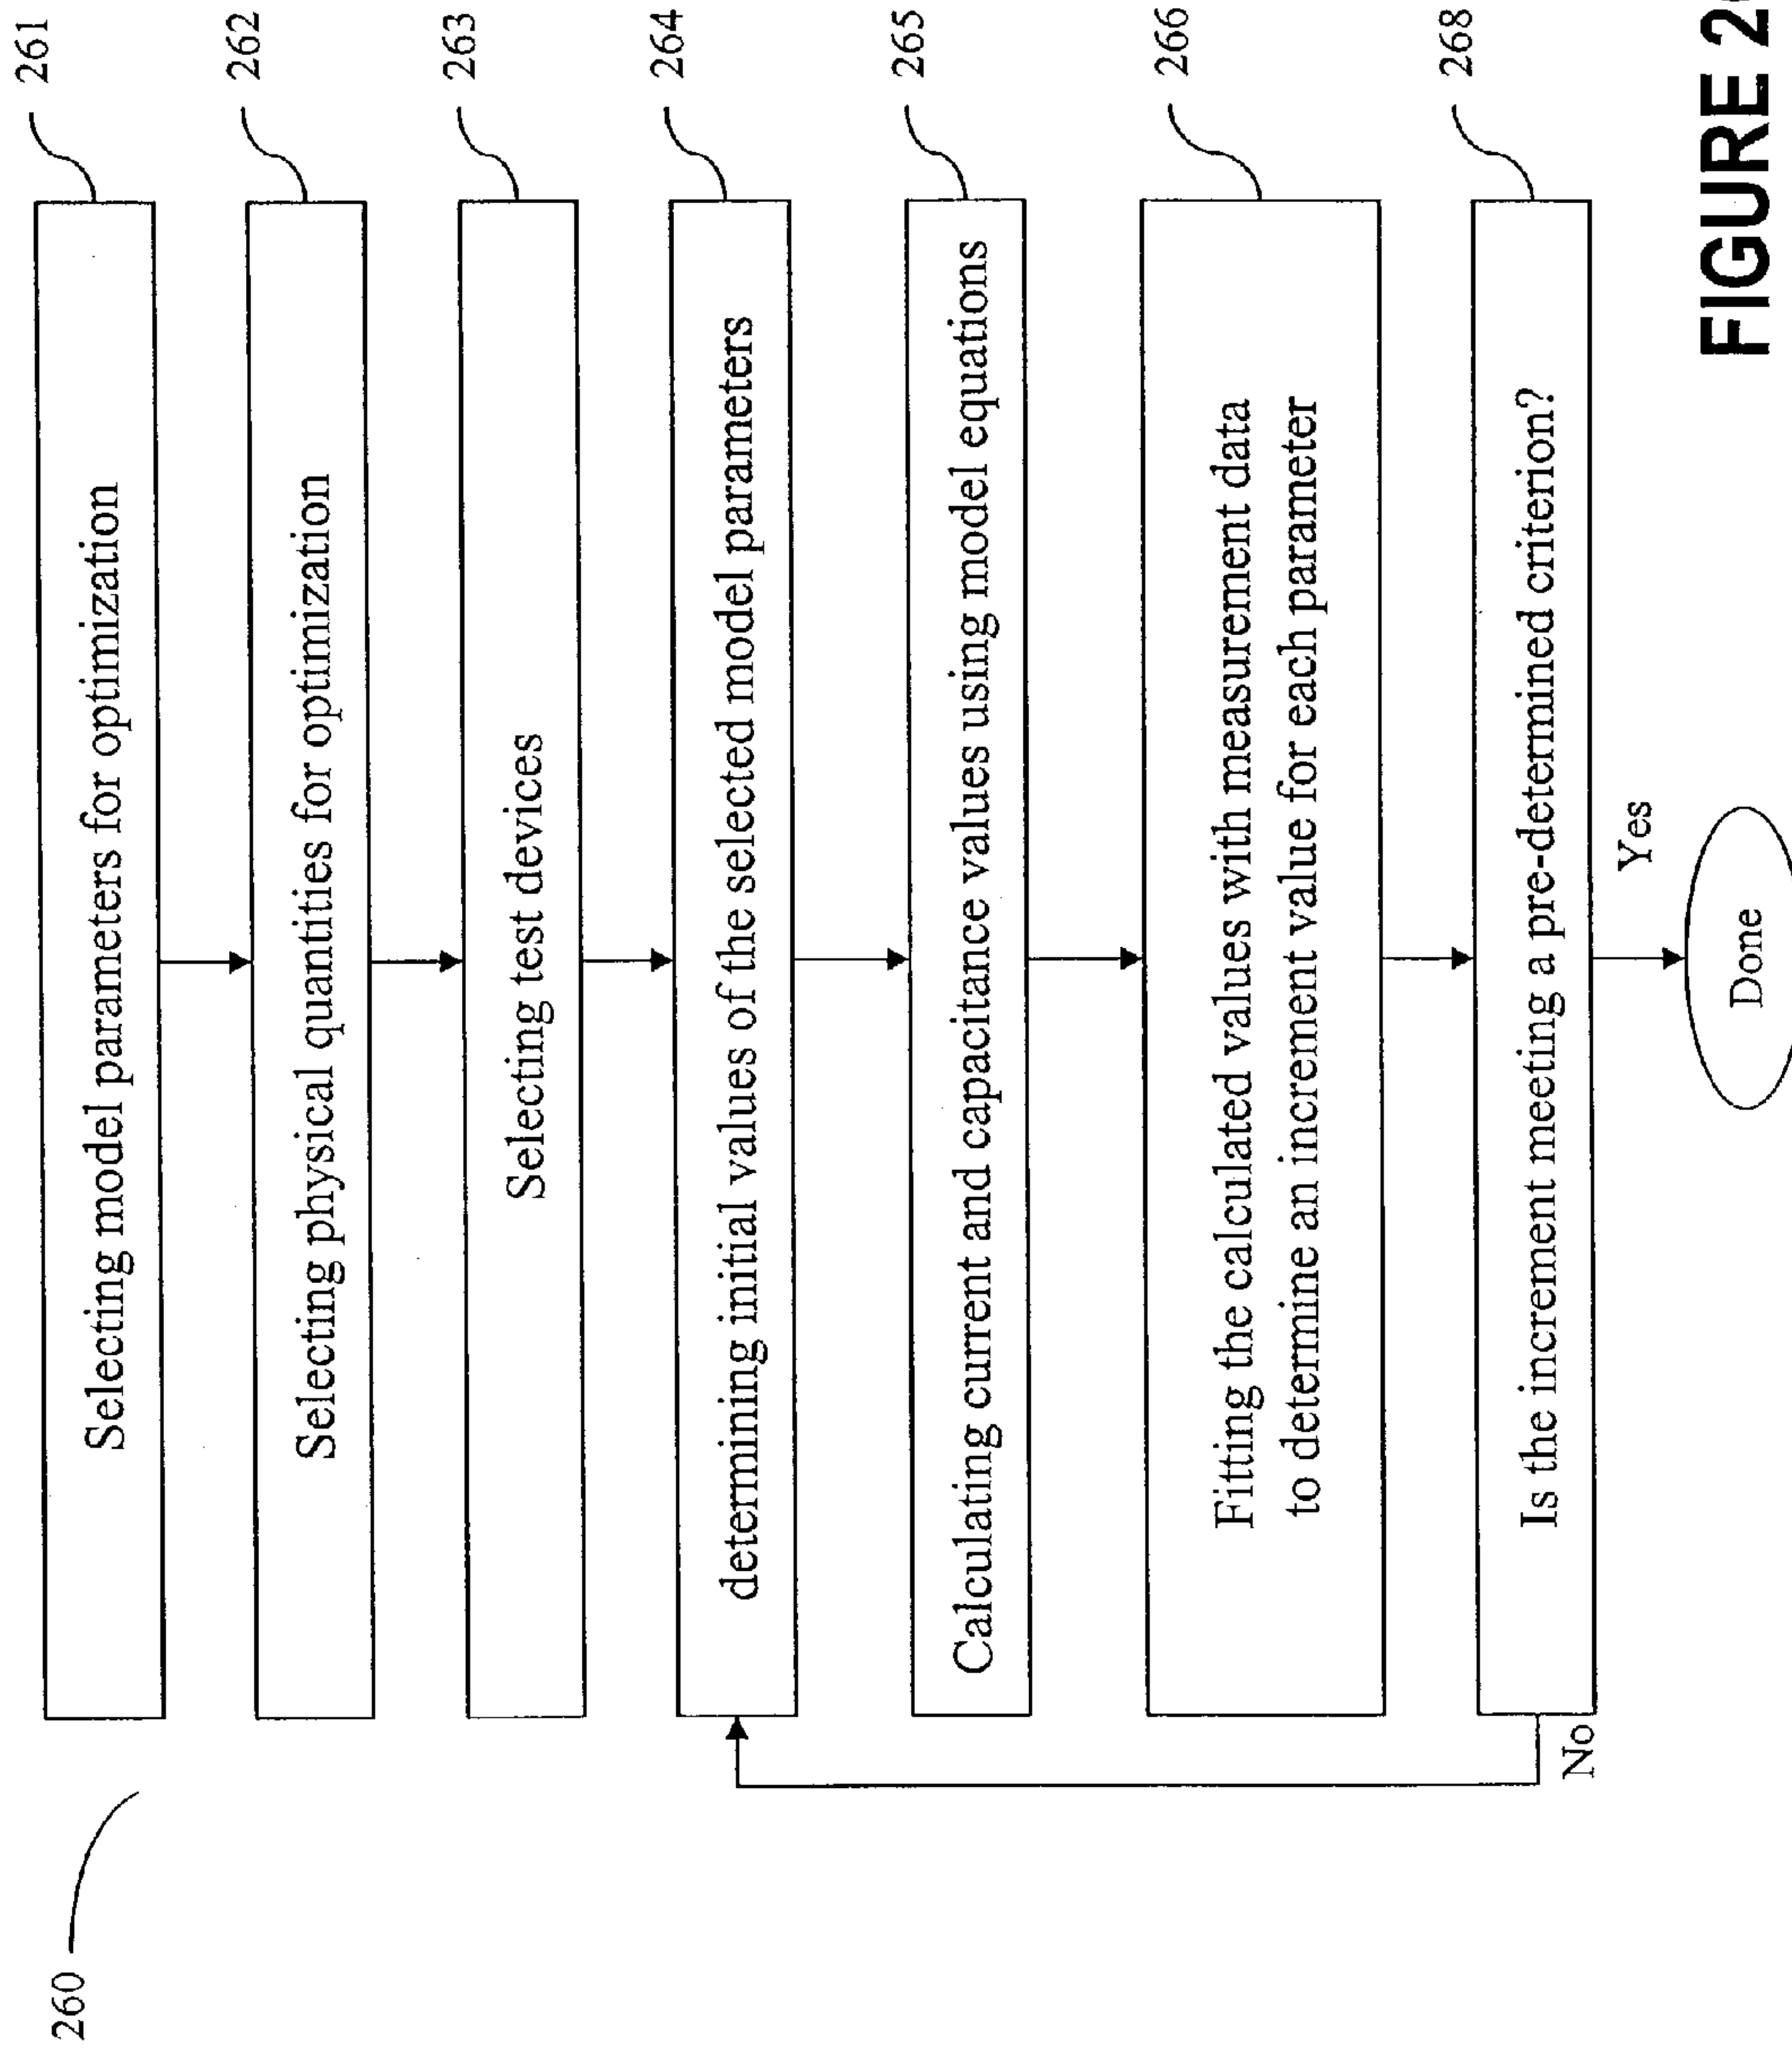 260
Selecting model parameters for optimization
261
Selecting physical quantities for optimization
262
Selecting test devices
263
determining initial values of the selected model parameters
264
Calculating current and capacitance values using model equations
265
Fitting the calculated values with measurement data
to determine an increment value for each parameter
266
Is the increment meeting a pre-determined criterion?
268
No
Yes
Done
FIGURE